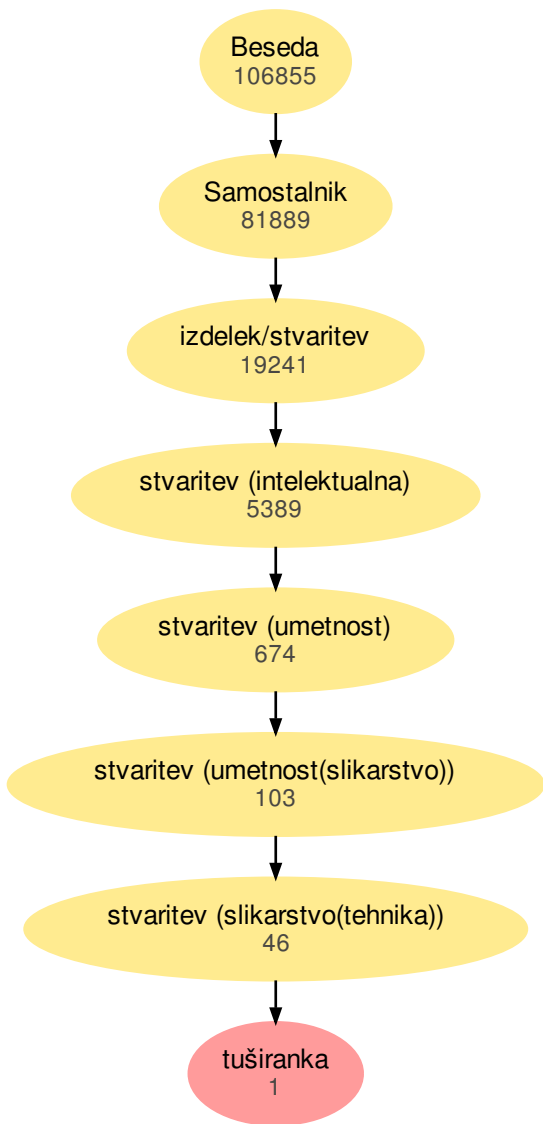 Beseda
106855
Samostalnik
81889
izdelek/stvaritev
19241
stvaritev (intelektualna)
5389
stvaritev (umetnost)
674
stvaritev (umetnost(slikarstvo))
103
stvaritev (slikarstvo(tehnika))
46
tuširanka
1